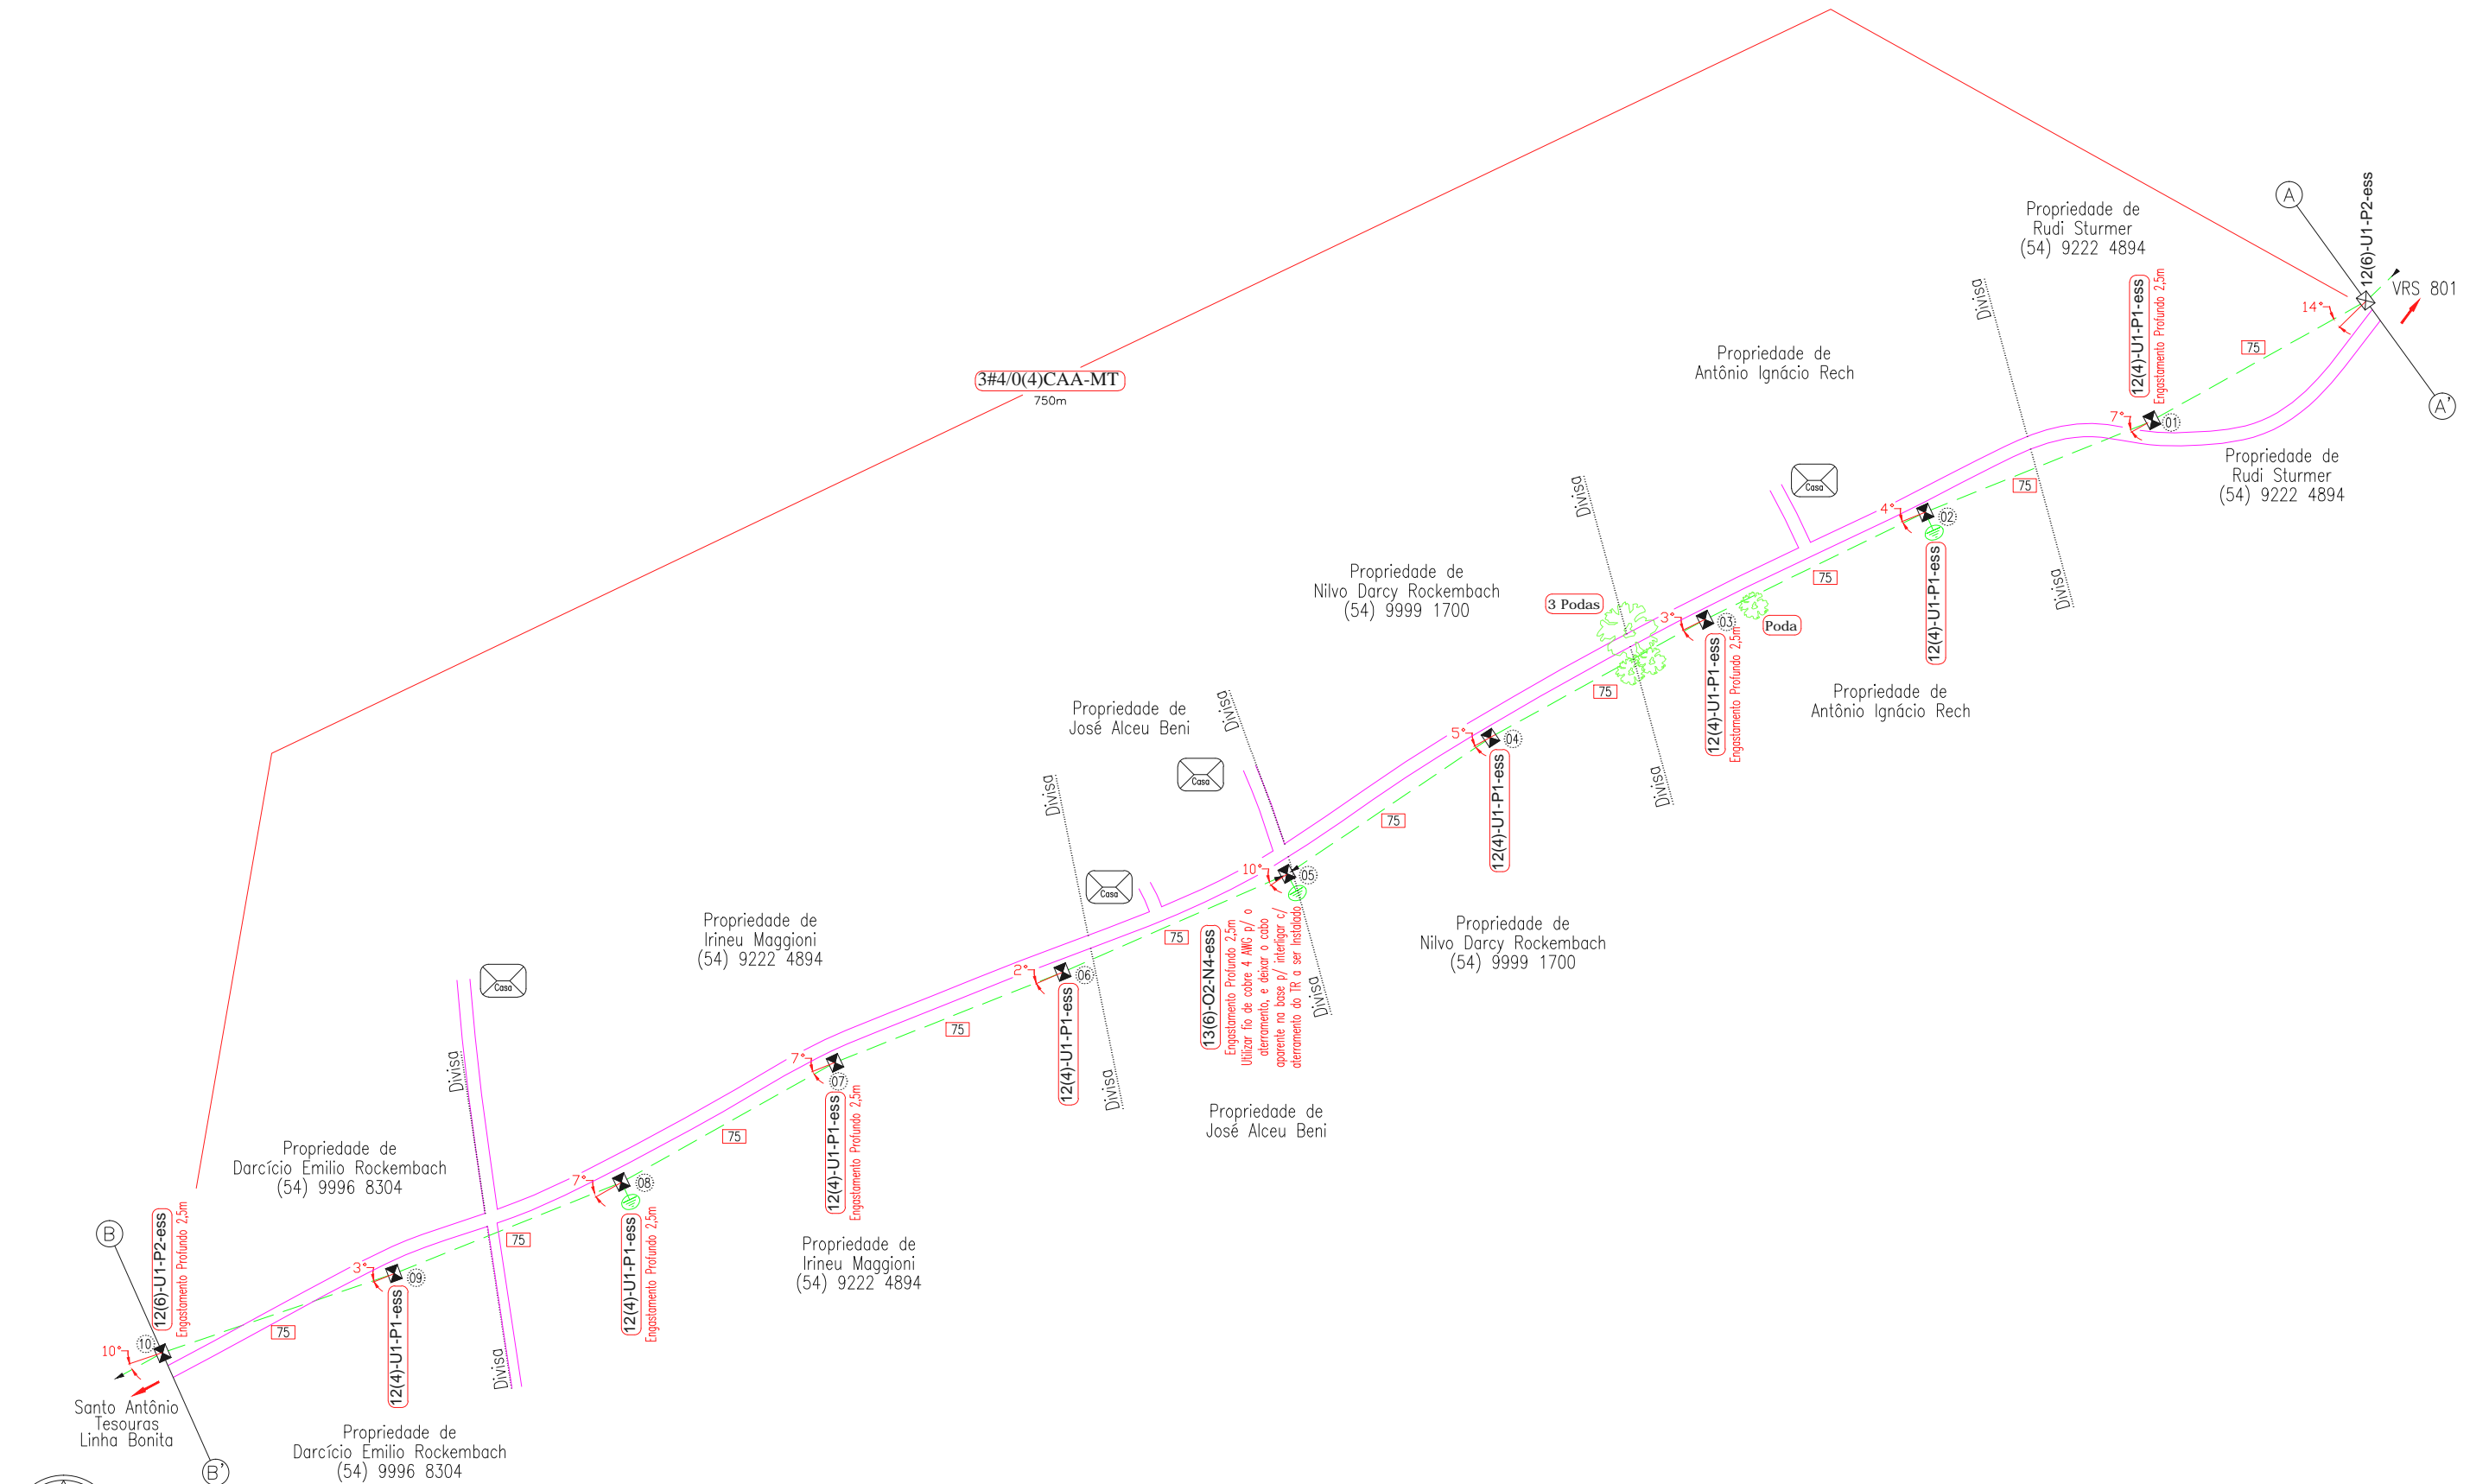 A
12(6)-U1-P2-ess
VRS 801
14°
A'
Propriedade de
Rudi Sturmer
(54) 9222 4894
12(4)-U1-P1-ess
Engastamento Profundo 2,5m
75
7°
01
Propriedade de
Rudi Sturmer
(54) 9222 4894
Divisa
Divisa
75
Propriedade de
Antônio Ignácio Rech
3#4/0(4)CAA-MT
750m
Casa
4°
02
12(4)-U1-P1-ess
75
Divisa
Divisa
Propriedade de
Nilvo Darcy Rockembach
(54) 9999 1700
3 Podas
3°
03
Poda
12(4)-U1-P1-ess
Engastamento Profundo 2,5m
Propriedade de
Antônio Ignácio Rech
75
5°
04
12(4)-U1-P1-ess
75
Propriedade de
José Alceu Beni
Divisa
Divisa
Casa
10°
05
13(6)-O2-N4-ess
Engastamento Profundo 2,5m
Utilizar fio de cobre 4 AWG p/ o
aterramento, e deixar o cabo
aparente na base p/ interligar c/
aterramento do TR a ser Instalado
Propriedade de
Nilvo Darcy Rockembach
(54) 9999 1700
Divisa
Divisa
Casa
75
2°
06
12(4)-U1-P1-ess
Propriedade de
José Alceu Beni
Propriedade de
Irineu Maggioni
(54) 9222 4894
75
7°
07
12(4)-U1-P1-ess
Engastamento Profundo 2,5m
75
Casa
Divisa
Divisa
7°
08
12(4)-U1-P1-ess
Engastamento Profundo 2,5m
Propriedade de
Irineu Maggioni
(54) 9222 4894
75
Propriedade de
Darcício Emilio Rockembach
(54) 9996 8304
3°
09
12(4)-U1-P1-ess
75
B
12(6)-U1-P2-ess
Engastamento Profundo 2,5m
10
10°
Santo Antônio
Tesouras
Linha Bonita
B'
Propriedade de
Darcício Emilio Rockembach
(54) 9996 8304